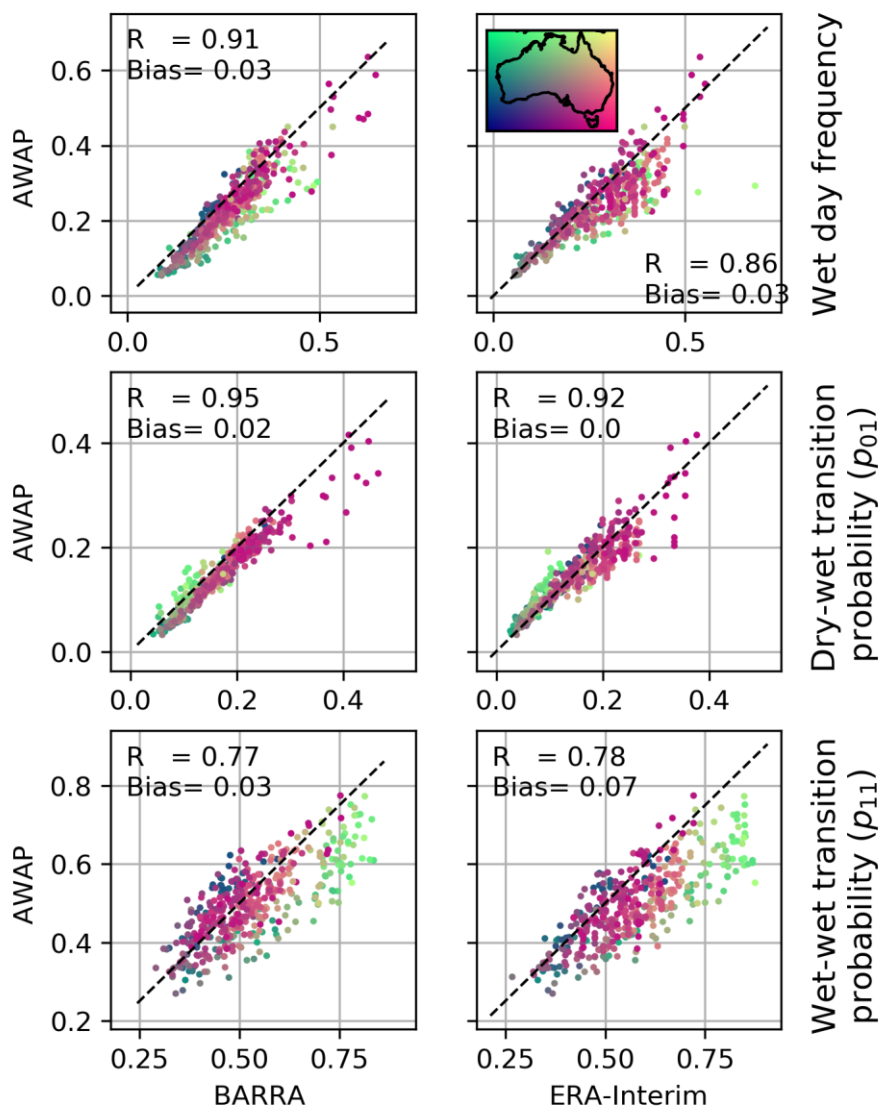 R = 0.91
Bias= 0.03
AWAP
0.6
0.4
0.2
0.0
0.0
0.5
R = 0.86
Bias= 0.03
0.0
0.5
Wet day frequency
R = 0.95
Bias= 0.02
AWAP
0.4
0.2
0.0
0.0
0.2
0.4
R = 0.92
Bias= 0.0
0.0
0.2
0.4
Dry-wet transition
probability (p01)
R = 0.77
Bias= 0.03
AWAP
0.8
0.6
0.4
0.2
0.25
0.50
0.75
BARRA
R = 0.78
Bias= 0.07
0.25
0.50
0.75
ERA-Interim
Wet-wet transition
probability (p11)